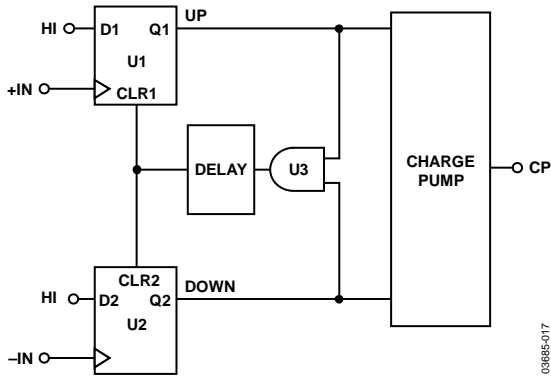 UP
HI D1 Q1
U1
+IN
CLR1
DELAY U3 CHARGE PUMP CP
CLR2
DOWN
HI D2 Q2
U2
–IN
03685-017